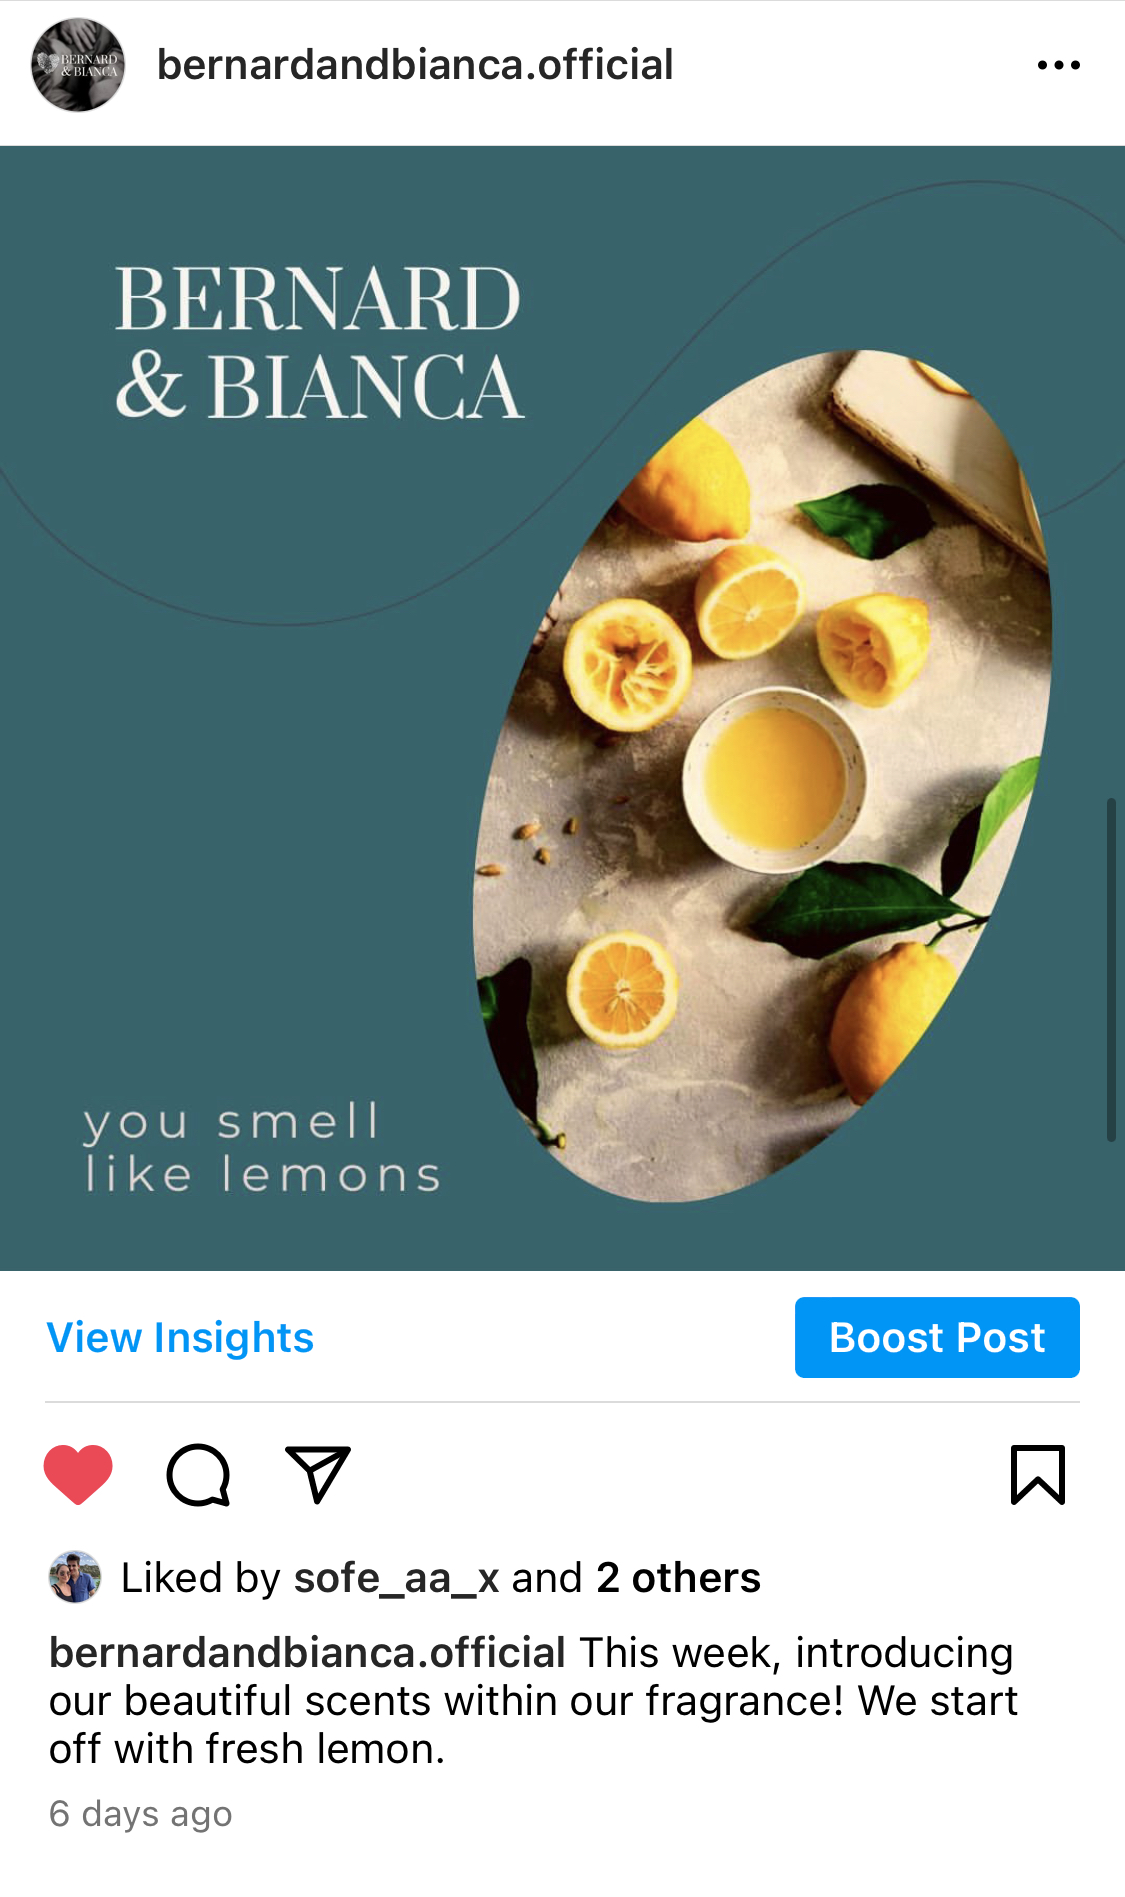 BERNARD
& BIANCA
bernardandbianca.official
BERNARD
& BIANCA
you smell
like lemons
View Insights
Boost Post
Liked by sofe_aa_x and 2 others
bernardandbianca.official This week, introducing
our beautiful scents within our fragrance! We start
off with fresh lemon.
6 days ago